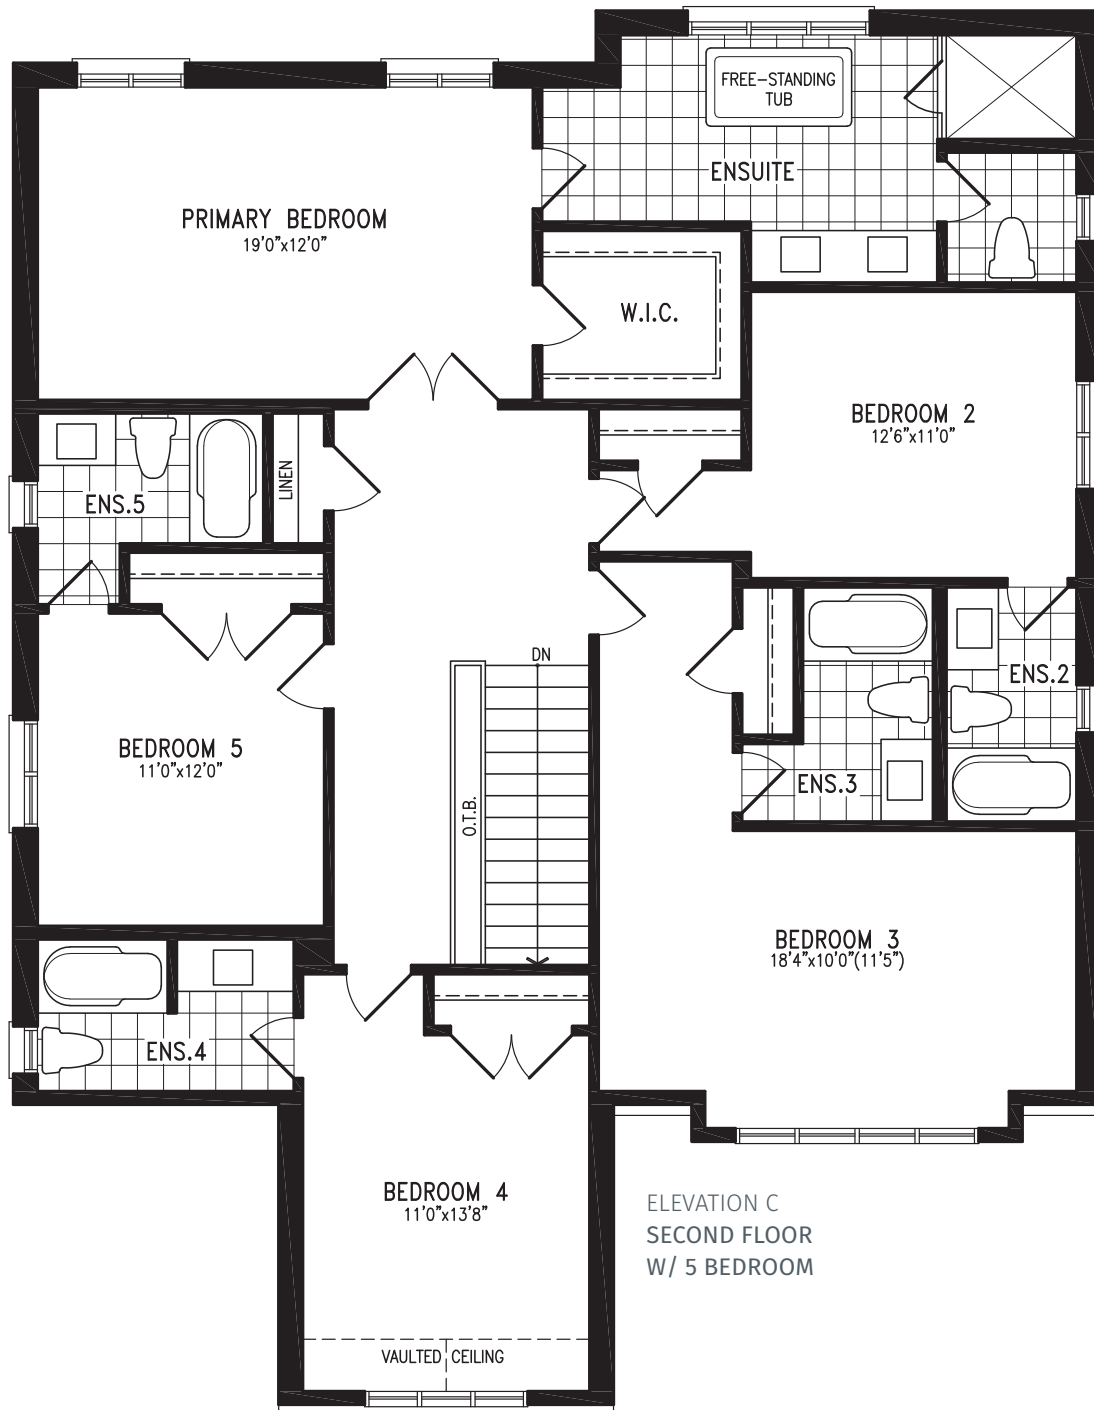 FREE-STANDING
TUB
ENSUITE
PRIMARY BEDROOM
19'0"x12'0"
W.I.C.
BEDROOM 2
12'6"x11'0"
LINEN
ENS.5
DN
ENS.2
BEDROOM 5
11'0"x12'0"
ENS.3
O.T.B.
BEDROOM 3
18'4"x10'0"(11'5")
ENS.4
BEDROOM 4
11'0"x13'8"
ELEVATION C
SECOND FLOOR
W/ 5 BEDROOM
VAULTED CEILING